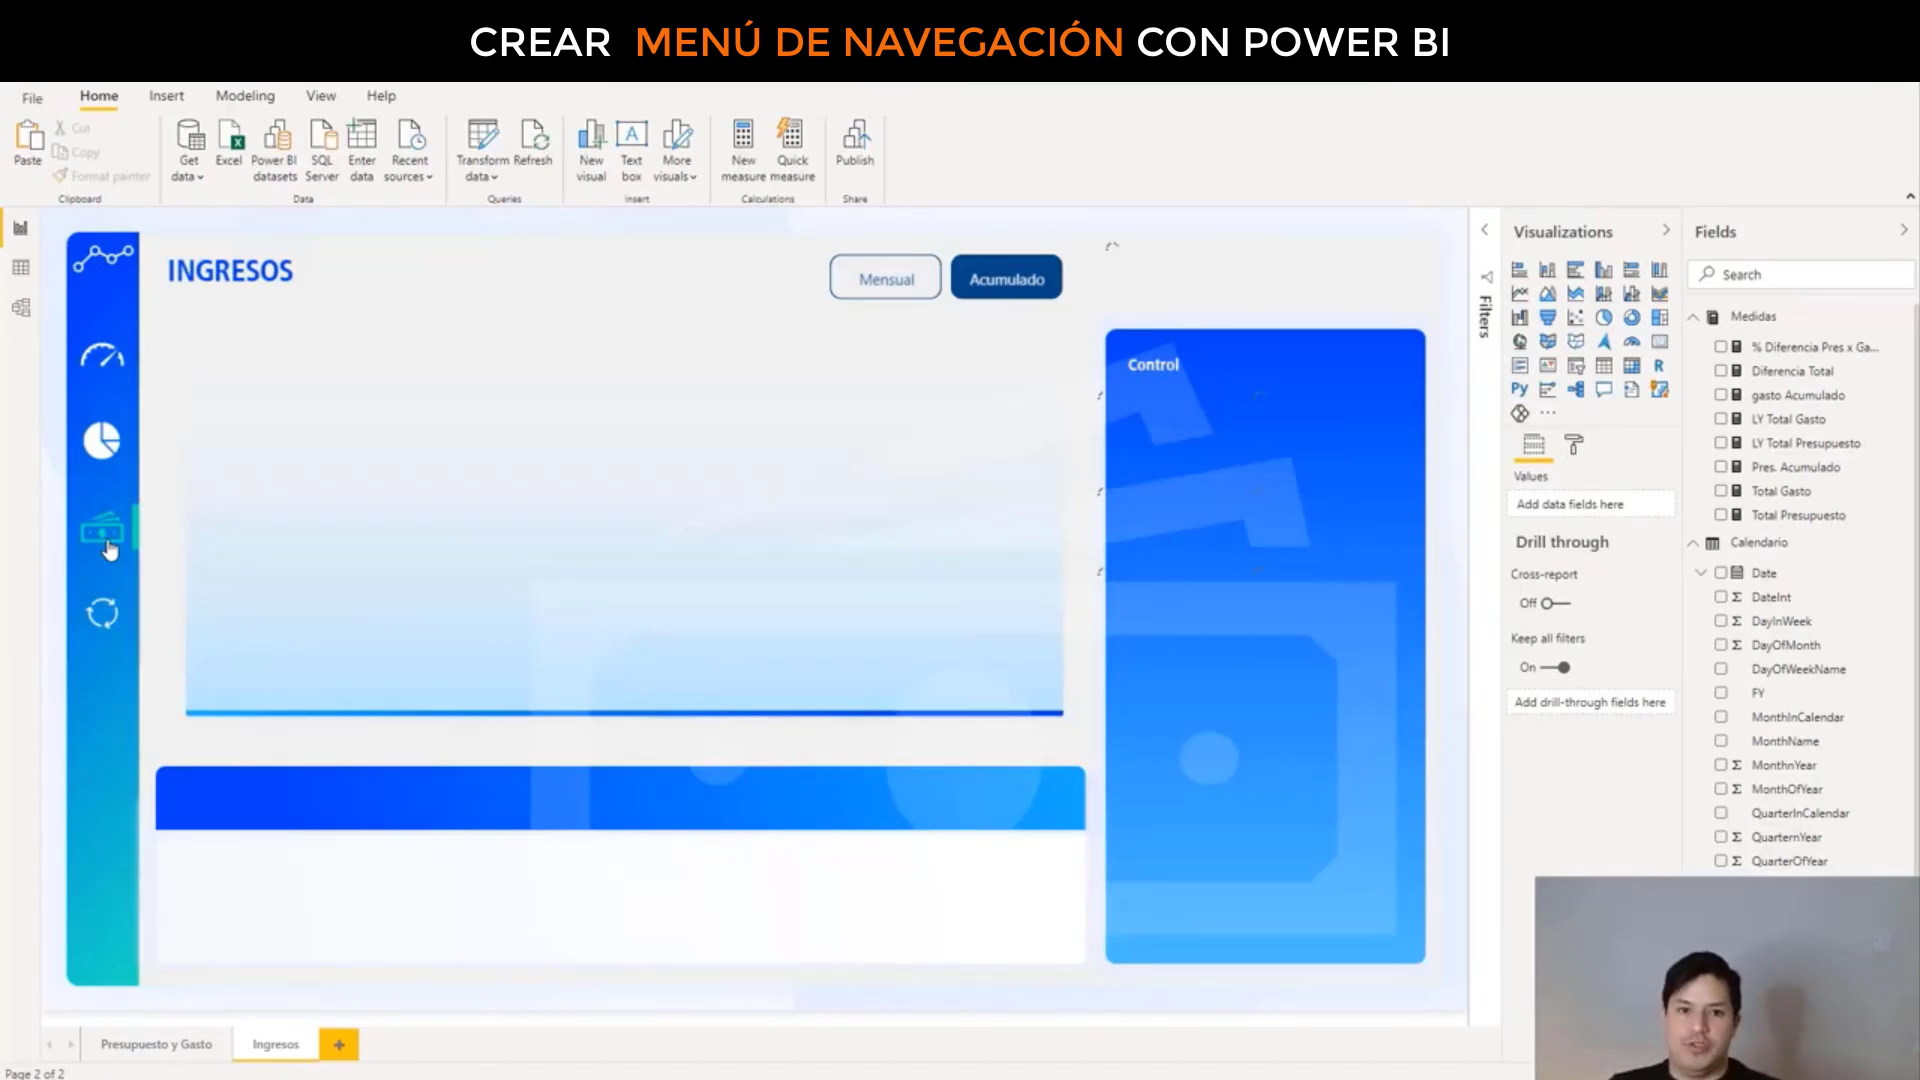 CREAR MENÚ DE NAVEGACIÓN CON POWER BI
File Home Insert Modeling View Help
Paste
Cut
Copy
Format painter
Clipboard
Get data
Excel
Power BI datasets
SQL Server
Enter data
Recent sources
Data
Transform data
Refresh
Queries
New visual
A
Text box
More visuals
Insert
New measure
Quick measure
Calculations
Publish
Share
INGRESOS
Mensual
Acumulado
Control
Filters
Visualizations
R
Py
Values
Add data fields here
Drill through
Cross-report
Off
Keep all filters
On
Add drill-through fields here
Fields
Search
Medidas
% Diferencia Pres x Ga...
Diferencia Total
gasto Acumulado
LY Total Gasto
LY Total Presupuesto
Pres. Acumulado
Total Gasto
Total Presupuesto
Calendario
Date
Σ DateInt
Σ DayInWeek
Σ DayOfMonth
DayOfWeekName
FY
MonthInCalendar
MonthName
Σ MonthnYear
Σ MonthOfYear
QuarterInCalendar
Σ QuarternYear
Σ QuarterOfYear
Presupuesto y Gasto
Ingresos
+
Page 2 of 2